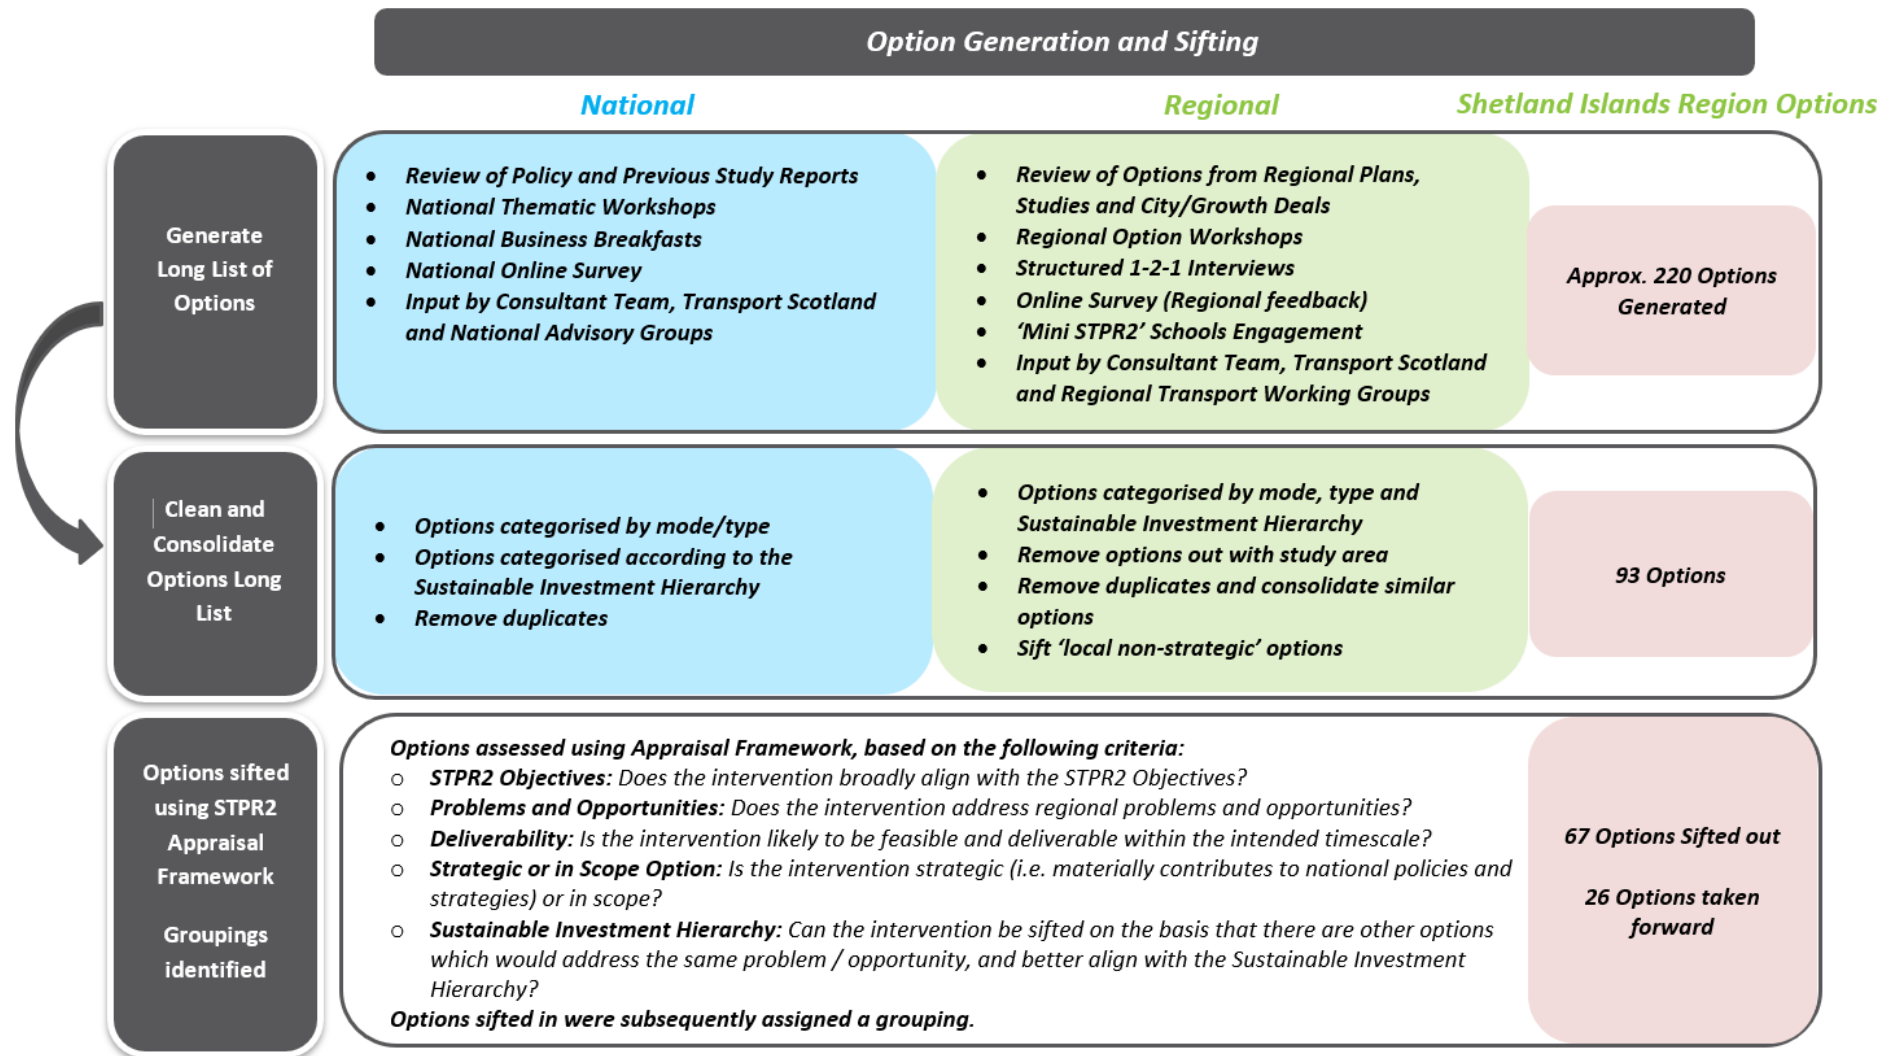 Option Generation and Sifting
National
Regional
Shetland Islands Region Options
Generate
Long List of
Options
• Review of Policy and Previous Study Reports
• National Thematic Workshops
• National Business Breakfasts
• National Online Survey
• Input by Consultant Team, Transport Scotland
and National Advisory Groups
• Review of Options from Regional Plans,
Studies and City/Growth Deals
• Regional Option Workshops
• Structured 1-2-1 Interviews
• Online Survey (Regional feedback)
• ‘Mini STPR2’ Schools Engagement
• Input by Consultant Team, Transport Scotland
and Regional Transport Working Groups
Approx. 220 Options
Generated
Clean and
Consolidate
Options Long
List
• Options categorised by mode/type
• Options categorised according to the
Sustainable Investment Hierarchy
• Remove duplicates
• Options categorised by mode, type and
Sustainable Investment Hierarchy
• Remove options out with study area
• Remove duplicates and consolidate similar
options
• Sift ‘local non-strategic’ options
93 Options
Options sifted
using STPR2
Appraisal
Framework
Groupings
identified
Options assessed using Appraisal Framework, based on the following criteria:
o STPR2 Objectives: Does the intervention broadly align with the STPR2 Objectives?
o Problems and Opportunities: Does the intervention address regional problems and opportunities?
o Deliverability: Is the intervention likely to be feasible and deliverable within the intended timescale?
o Strategic or in Scope Option: Is the intervention strategic (i.e. materially contributes to national policies and
strategies) or in scope?
o Sustainable Investment Hierarchy: Can the intervention be sifted on the basis that there are other options
which would address the same problem / opportunity, and better align with the Sustainable Investment
Hierarchy?
Options sifted in were subsequently assigned a grouping.
67 Options Sifted out
26 Options taken
forward